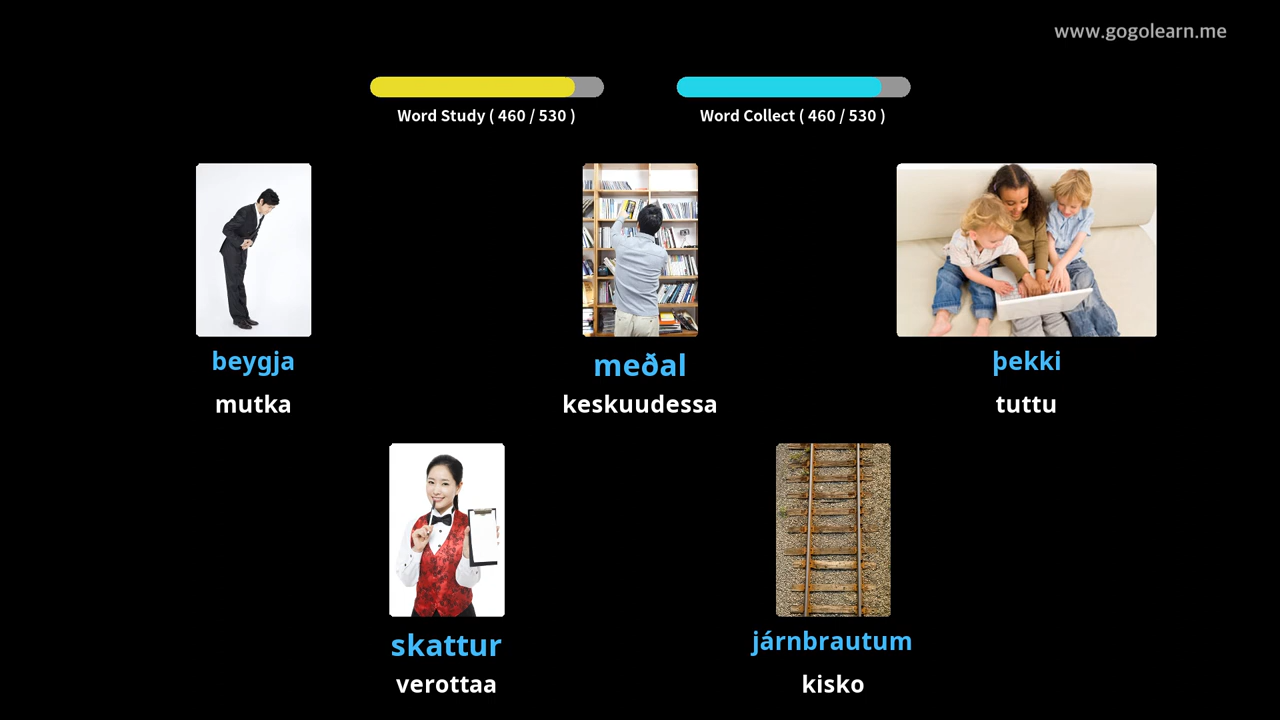 www.gogolearn.me
Word Study ( 460 / 530 )
Word Collect ( 460 / 530 )
beygja
mutka
meðal
keskuudessa
þekki
tuttu
skattur
verottaa
járnbrautum
kisko